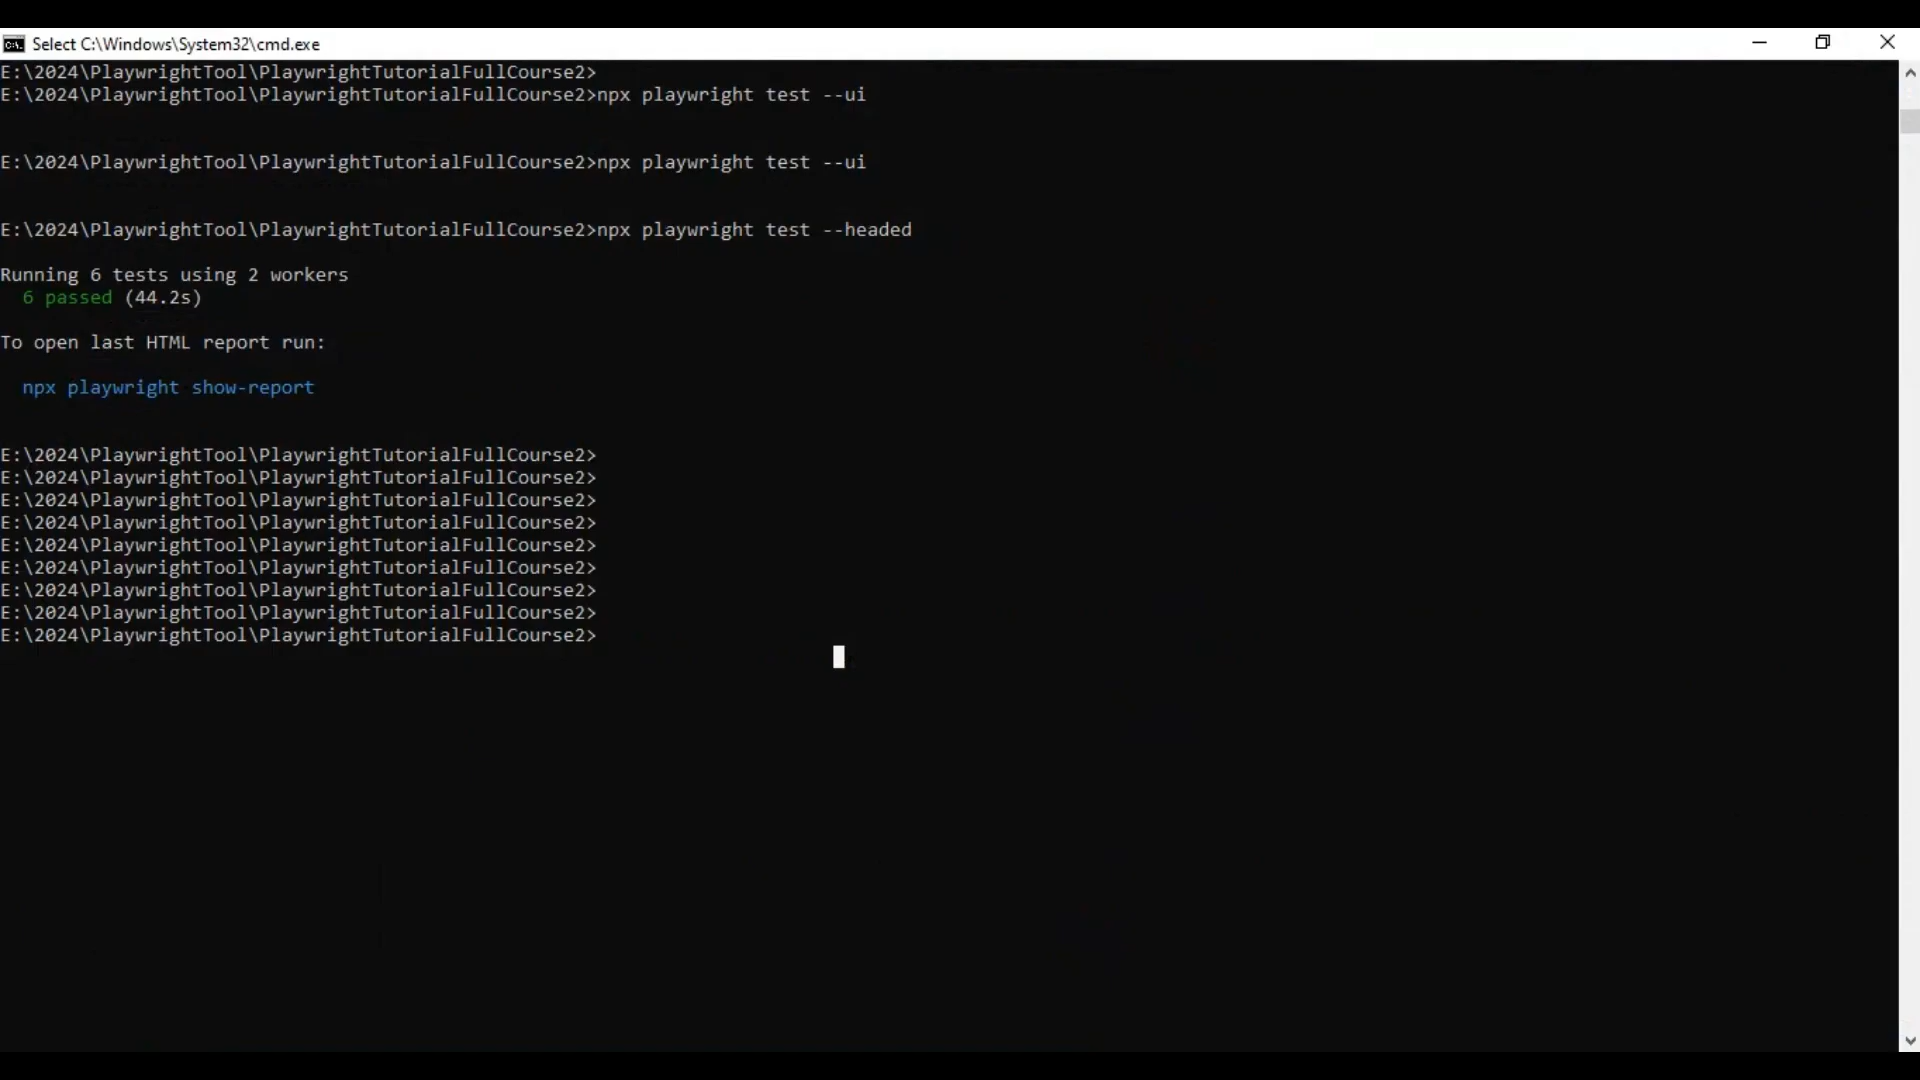 Select C:\Windows\System32\cmd.exe
E:\2024\PlaywrightTool\PlaywrightTutorialFullCourse2>
E:\2024\PlaywrightTool\PlaywrightTutorialFullCourse2>npx playwright test --ui
E:\2024\PlaywrightTool\PlaywrightTutorialFullCourse2>npx playwright test --ui
E:\2024\PlaywrightTool\PlaywrightTutorialFullCourse2>npx playwright test --headed
Running 6 tests using 2 workers
6 passed (44.2s)
To open last HTML report run:
npx playwright show-report
E:\2024\PlaywrightTool\PlaywrightTutorialFullCourse2>
E:\2024\PlaywrightTool\PlaywrightTutorialFullCourse2>
E:\2024\PlaywrightTool\PlaywrightTutorialFullCourse2>
E:\2024\PlaywrightTool\PlaywrightTutorialFullCourse2>
E:\2024\PlaywrightTool\PlaywrightTutorialFullCourse2>
E:\2024\PlaywrightTool\PlaywrightTutorialFullCourse2>
E:\2024\PlaywrightTool\PlaywrightTutorialFullCourse2>
E:\2024\PlaywrightTool\PlaywrightTutorialFullCourse2>
E:\2024\PlaywrightTool\PlaywrightTutorialFullCourse2>